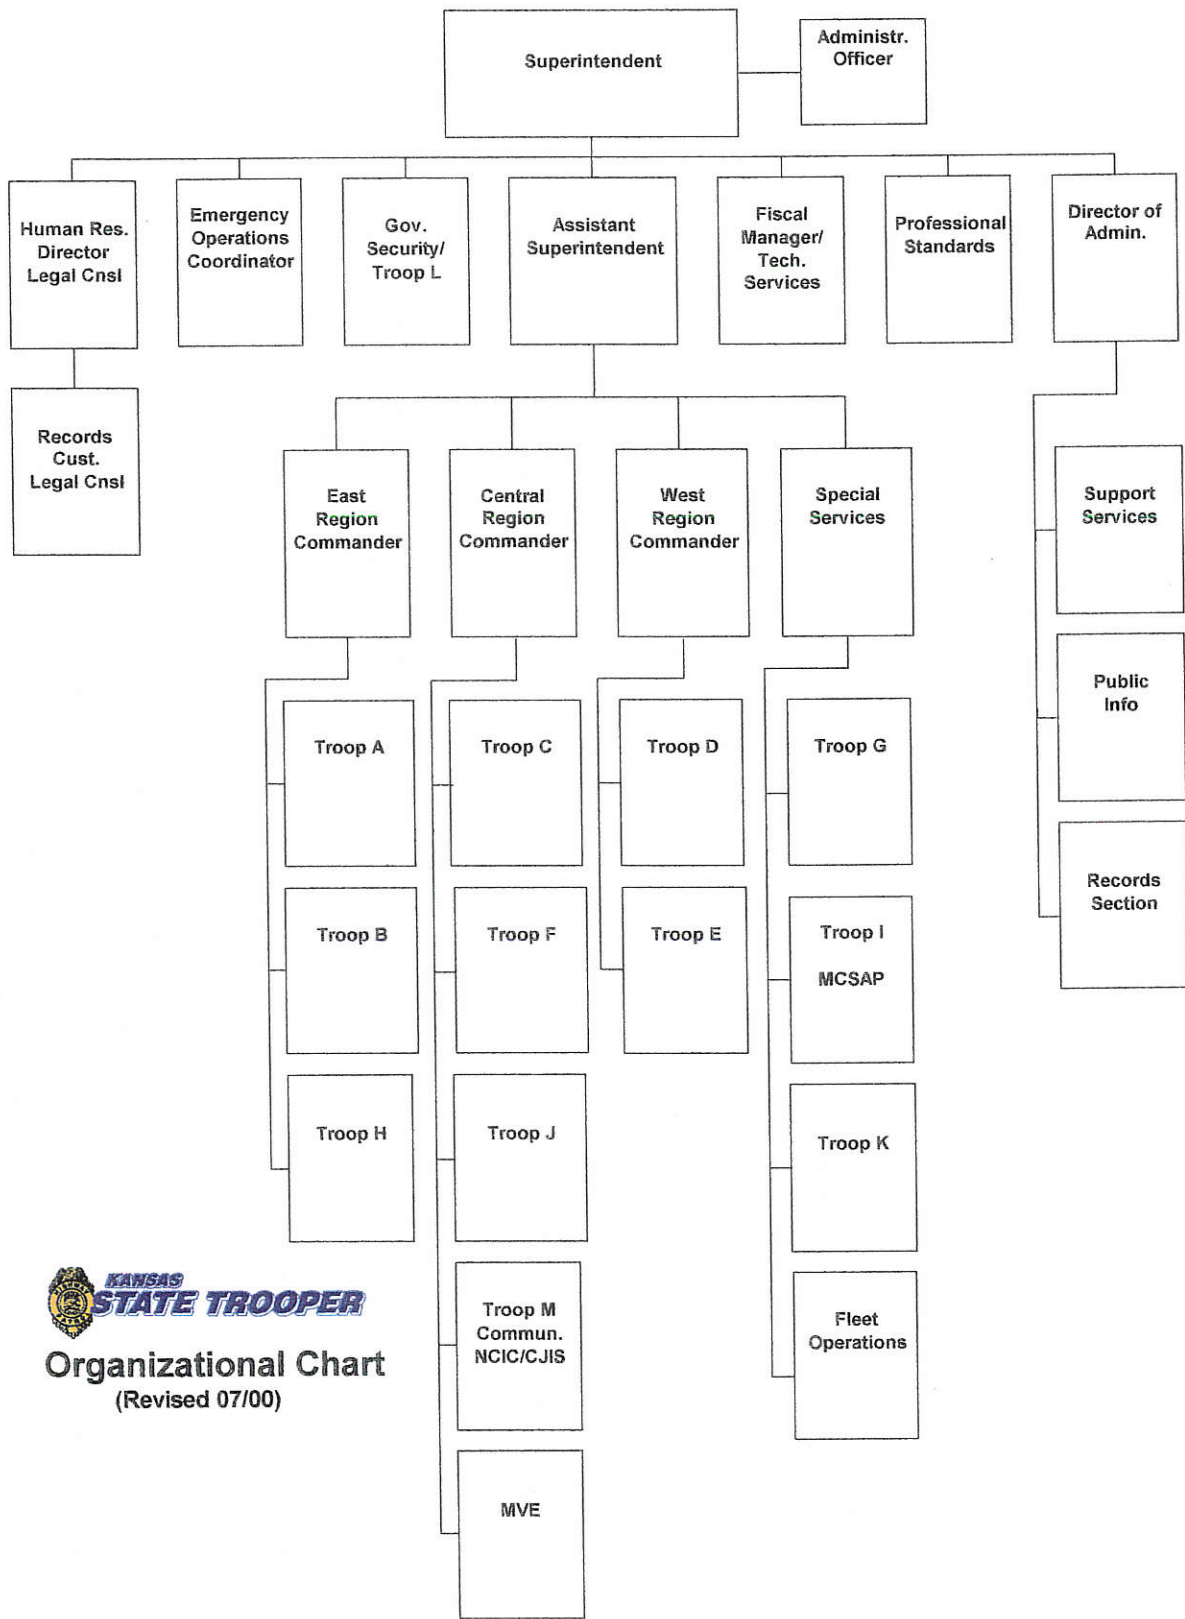 Superintendent
Administr.
Officer
Human Res.
Director
Legal Cnsl
Emergency
Operations
Coordinator
Gov.
Security/
Troop L
Assistant
Superintendent
Fiscal
Manager/
Tech.
Services
Professional
Standards
Director of
Admin.
Records
Cust.
Legal Cnsl
East
Region
Commander
Central
Region
Commander
West
Region
Commander
Special
Services
Support
Services
Troop A
Troop C
Troop D
Troop G
Public
Info
Troop B
Troop F
Troop E
Troop I
MCSAP
Records
Section
Troop H
Troop J
Troop K
Troop M
Commun.
NCIC/CJIS
Fleet
Operations
MVE
HIGHWAY
PATROL
KANSAS
STATE TROOPER
Organizational Chart
(Revised 07/00)